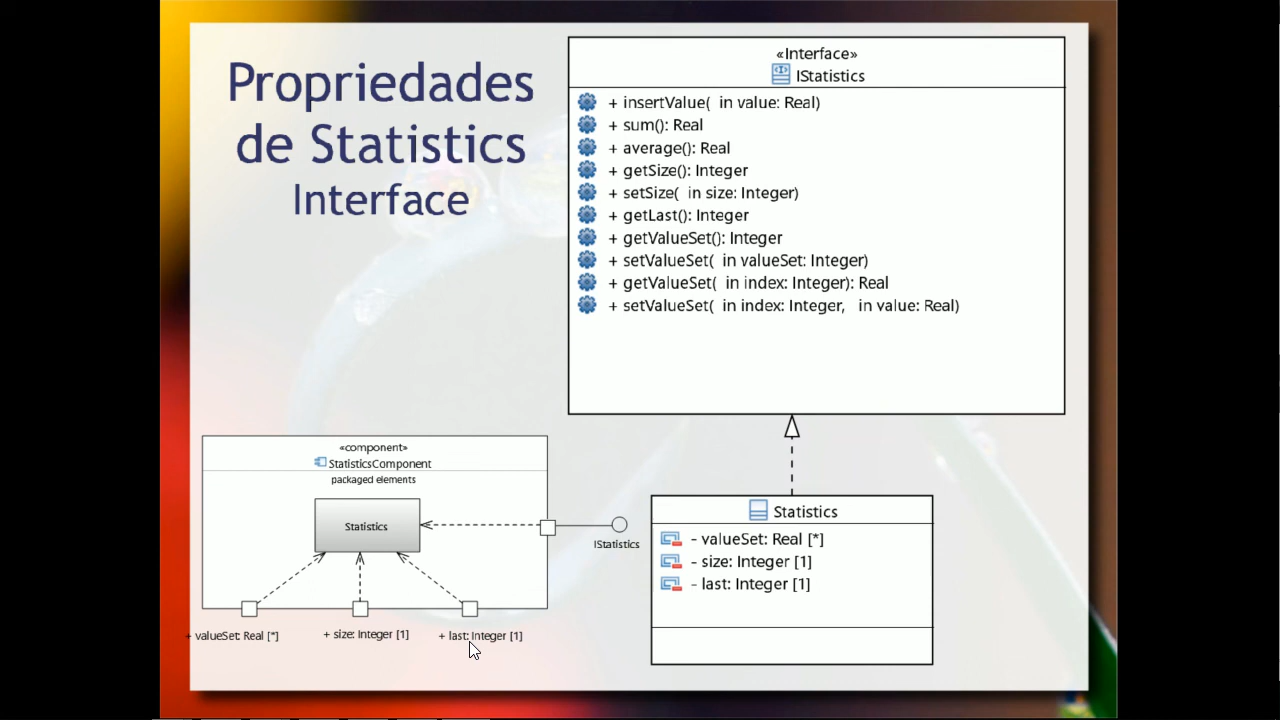 Propriedades
de Statistics
Interface
«Interface»
IStatistics
+ insertValue(  in value: Real)
+ sum(): Real
+ average(): Real
+ getSize(): Integer
+ setSize(  in size: Integer)
+ getLast(): Integer
+ getValueSet(): Integer
+ setValueSet(  in valueSet: Integer)
+ getValueSet(  in index: Integer): Real
+ setValueSet(  in index: Integer,   in value: Real)
«component»
StatisticsComponent
packaged elements
Statistics
IStatistics
+ valueSet: Real [*]
+ size: Integer [1]
+ last: Integer [1]
Statistics
- valueSet: Real [*]
- size: Integer [1]
- last: Integer [1]